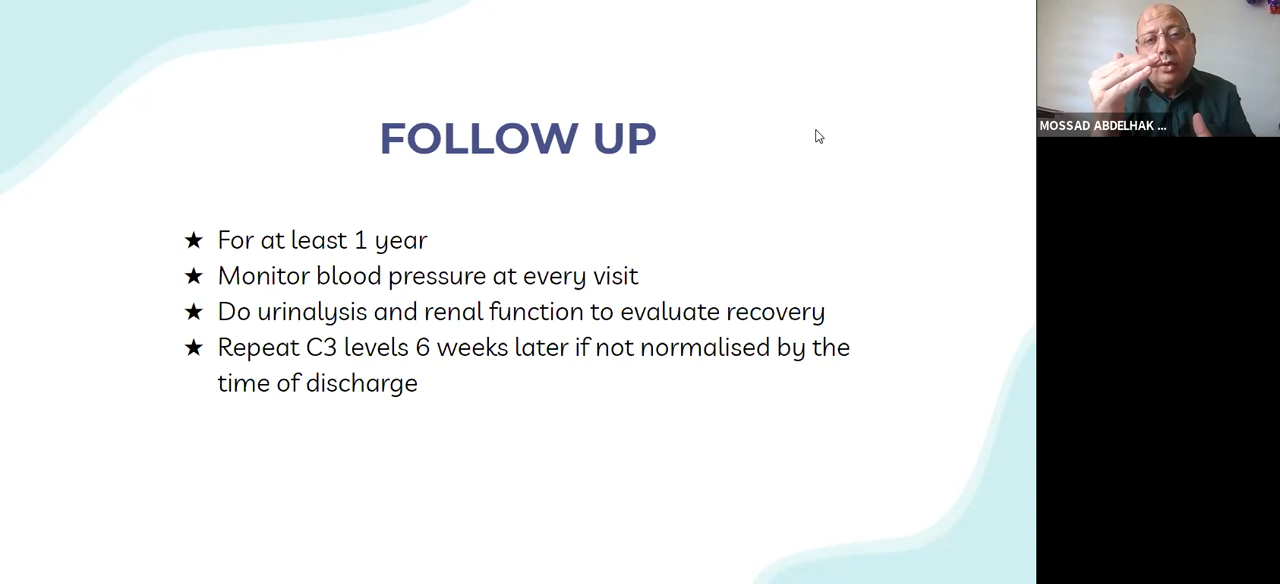 FOLLOW UP
★ For at least 1 year
★ Monitor blood pressure at every visit
★ Do urinalysis and renal function to evaluate recovery
★ Repeat C3 levels 6 weeks later if not normalised by the
time of discharge
MOSSAD ABDELHAK ...